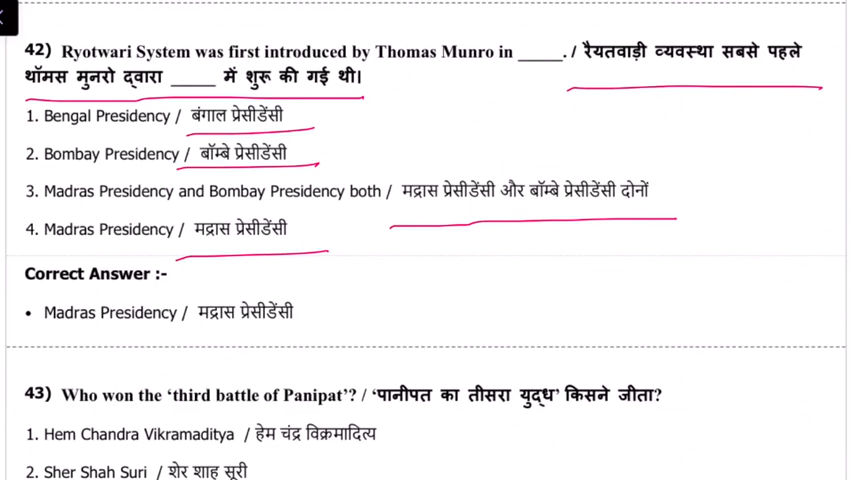 42) Ryotwari System was first introduced by Thomas Munro in _____. / रैयतवाड़ी व्यवस्था सबसे पहले
थॉमस मुनरो द्वारा _____ में शुरू की गई थी।
1. Bengal Presidency / बंगाल प्रेसीडेंसी
2. Bombay Presidency / बॉम्बे प्रेसीडेंसी
3. Madras Presidency and Bombay Presidency both / मद्रास प्रेसीडेंसी और बॉम्बे प्रेसीडेंसी दोनों
4. Madras Presidency / मद्रास प्रेसीडेंसी
Correct Answer :-
• Madras Presidency / मद्रास प्रेसीडेंसी
43) Who won the ‘third battle of Panipat’? / ‘पानीपत का तीसरा युद्ध’ किसने जीता?
1. Hem Chandra Vikramaditya / हेम चंद्र विक्रमादित्य
2. Sher Shah Suri / शेर शाह सूरी